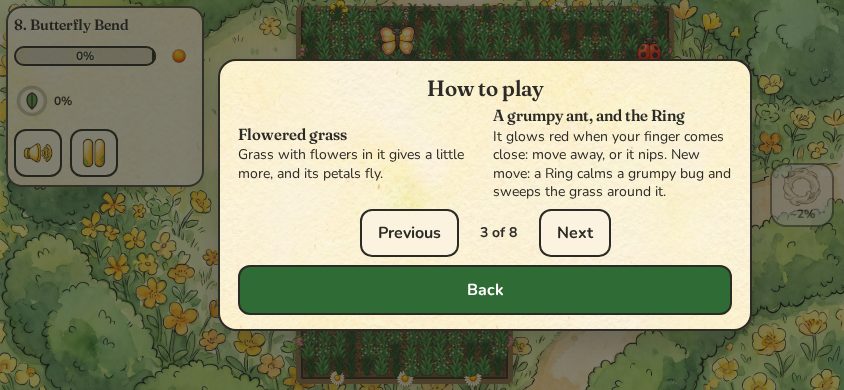 8. Butterfly Bend
0%
0%
How to play
Flowered grass
Grass with flowers in it gives a little
more, and its petals fly.
A grumpy ant, and the Ring
It glows red when your finger comes
close: move away, or it nips. New
move: a Ring calms a grumpy bug and
sweeps the grass around it.
Previous
3 of 8
Next
Back
-2%